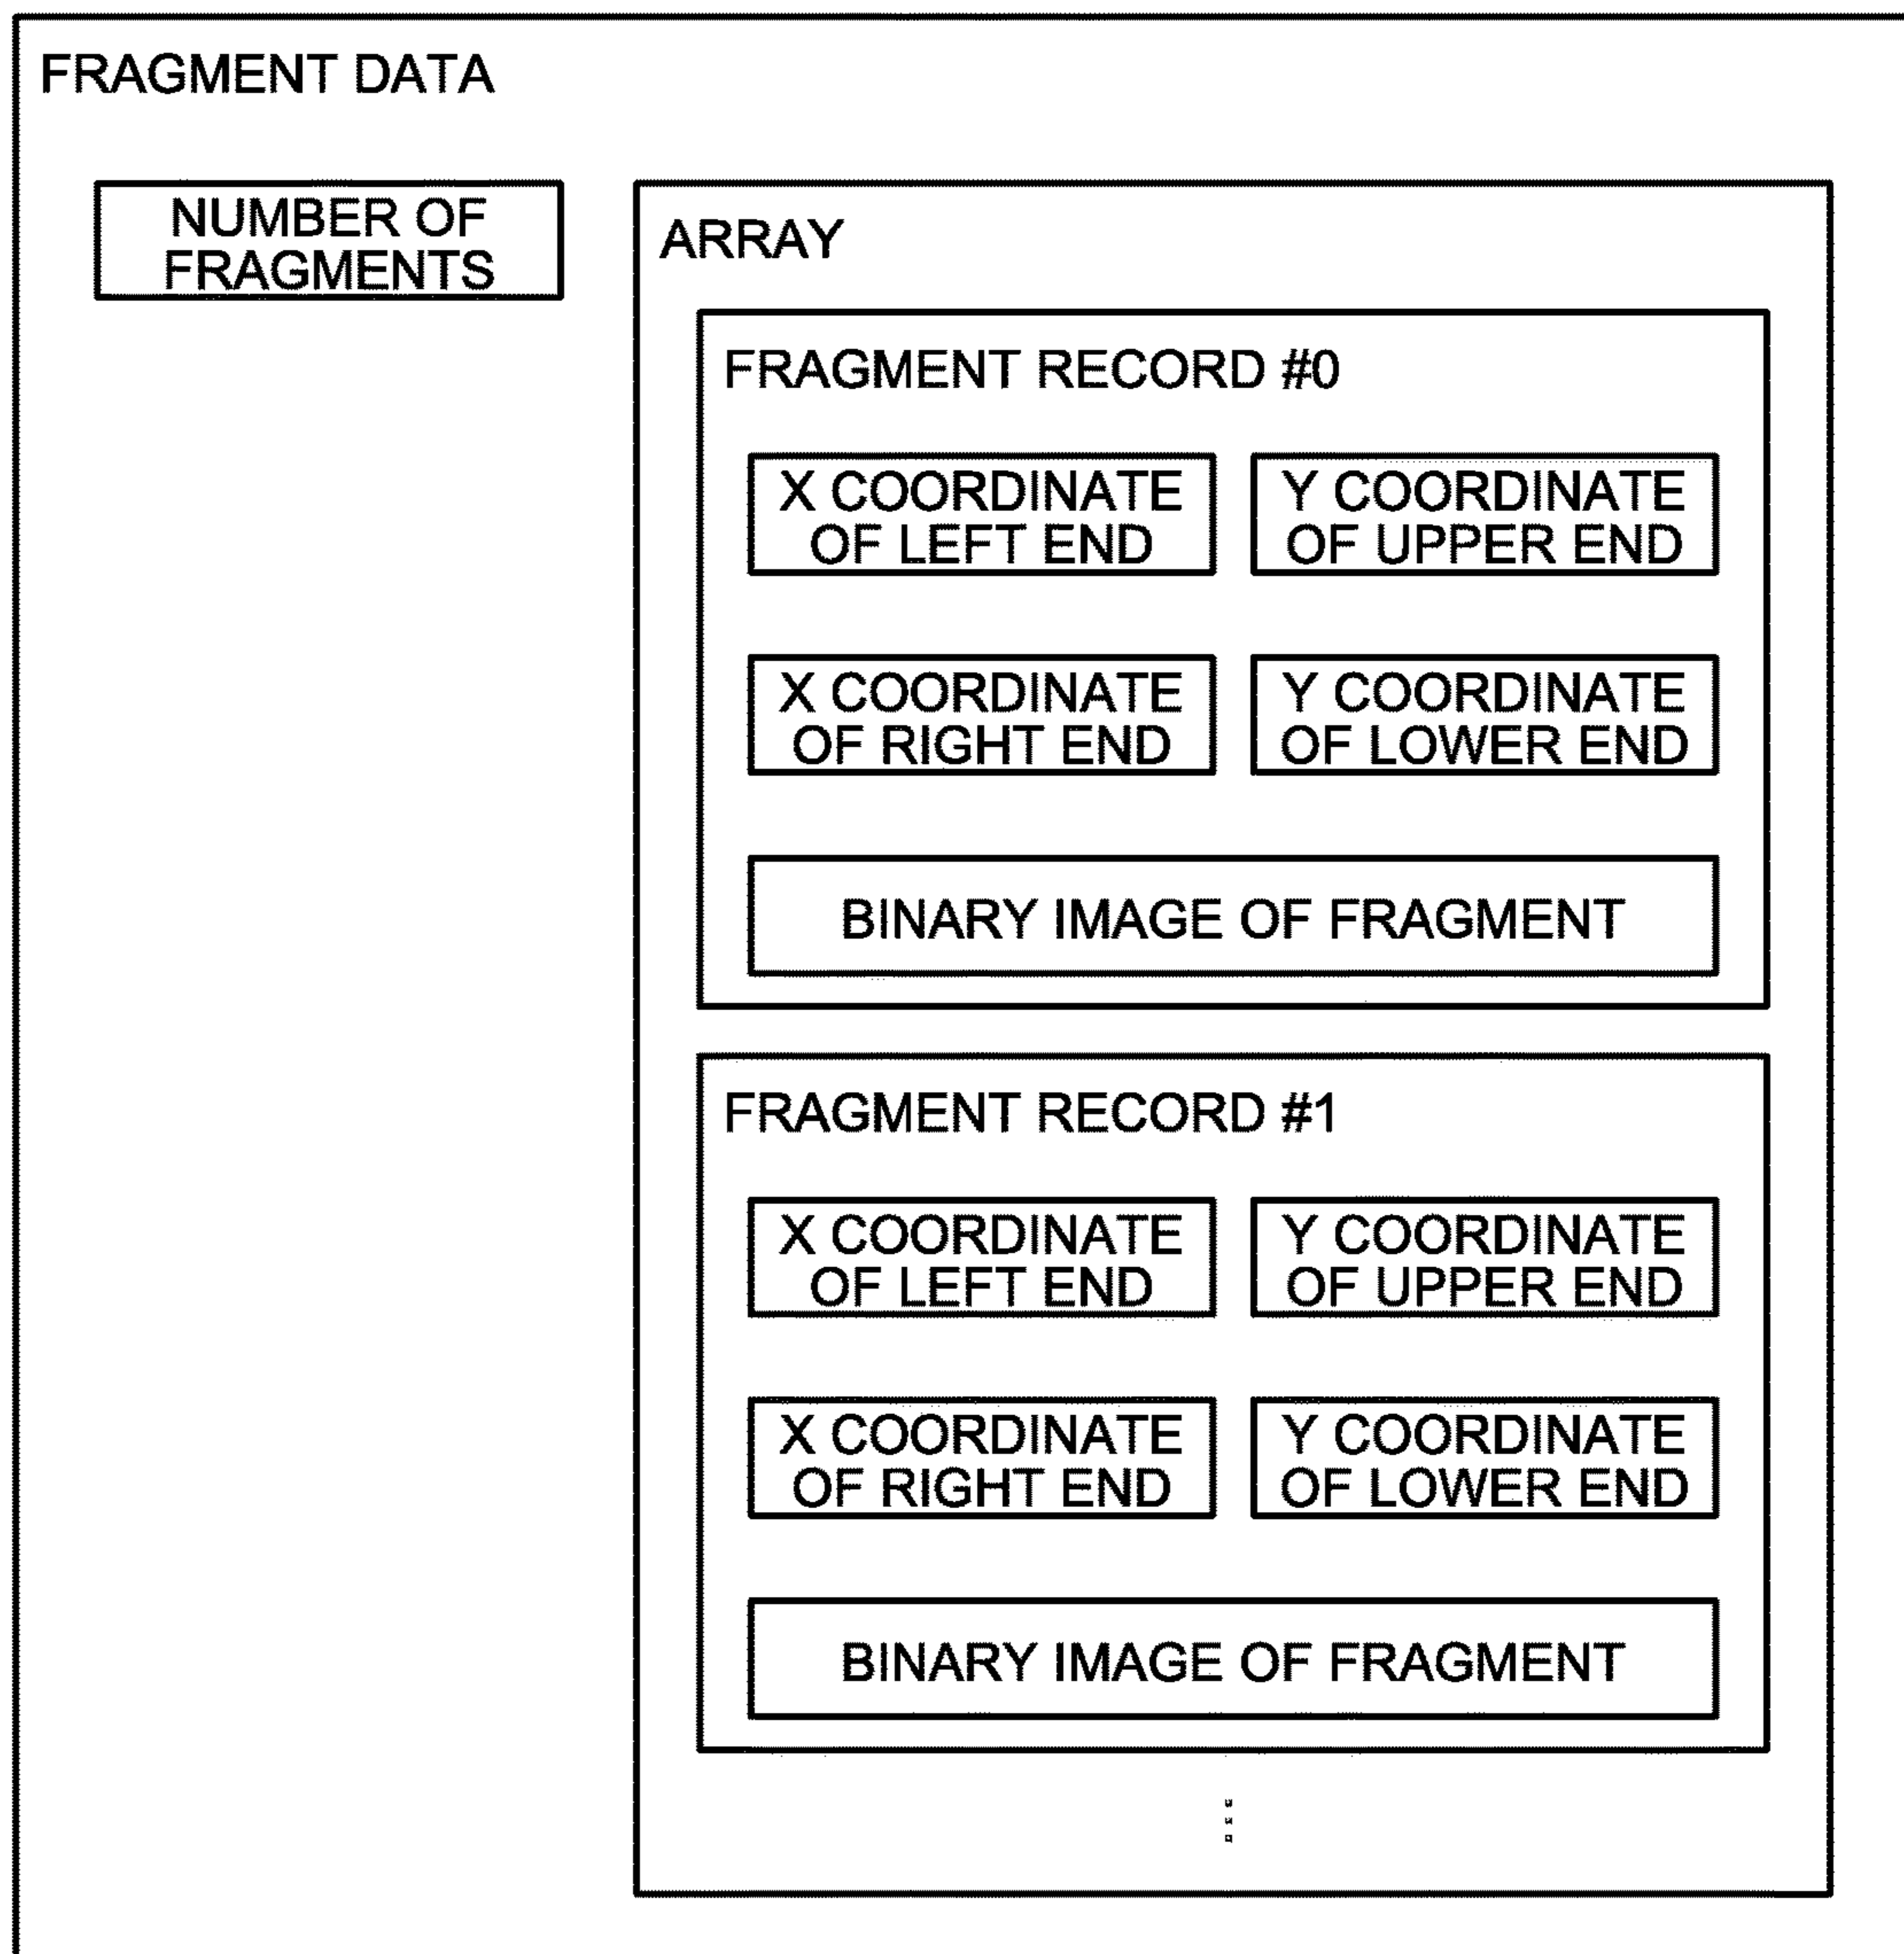 FRAGMENT DATA
NUMBER OF
FRAGMENTS
ARRAY
FRAGMENT RECORD #0
X COORDINATE
OF LEFT END
Y COORDINATE
OF UPPER END
X COORDINATE
OF RIGHT END
Y COORDINATE
OF LOWER END
BINARY IMAGE OF FRAGMENT
FRAGMENT RECORD #1
X COORDINATE
OF LEFT END
Y COORDINATE
OF UPPER END
X COORDINATE
OF RIGHT END
Y COORDINATE
OF LOWER END
BINARY IMAGE OF FRAGMENT
⋮